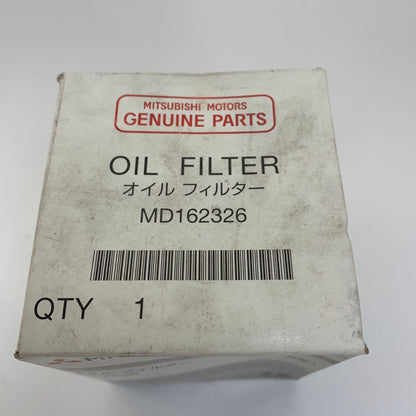 MITSUBISHI MOTORS
GENUINE PARTS
OIL FILTER
オイル フィルター
MD162326
QTY 1